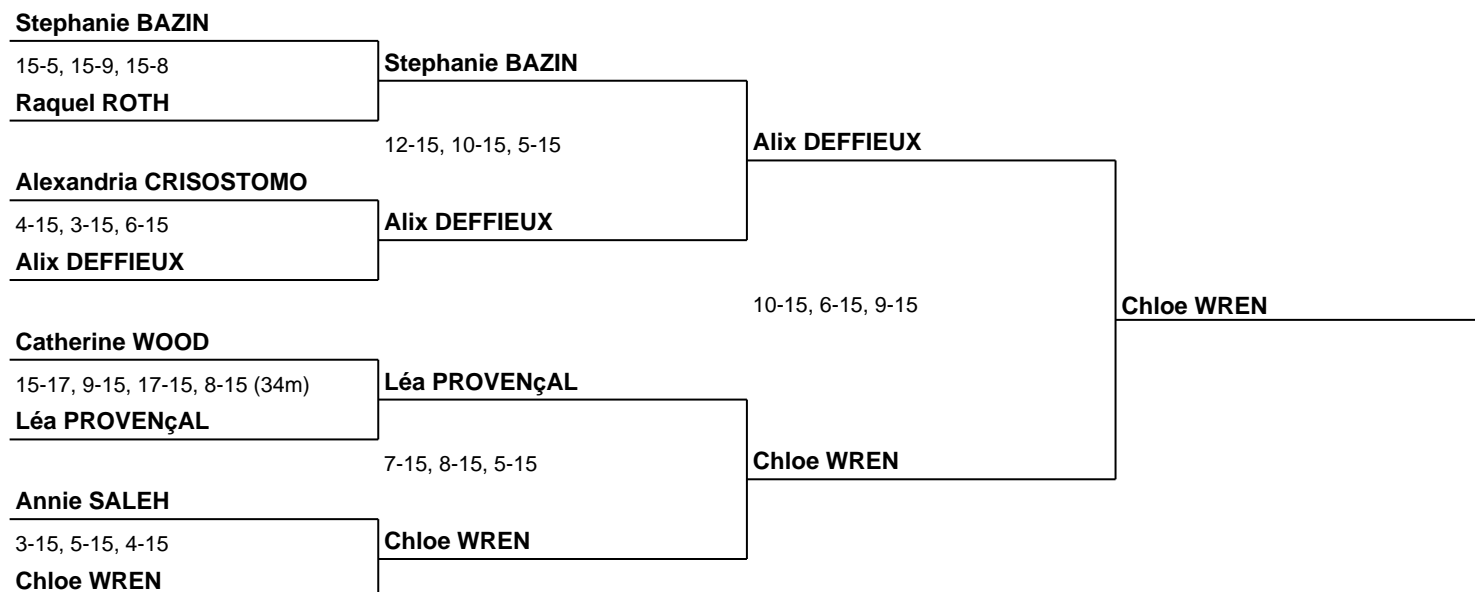 Stephanie BAZIN
15-5, 15-9, 15-8
Stephanie BAZIN
Raquel ROTH
12-15, 10-15, 5-15
Alix DEFFIEUX
Alexandria CRISOSTOMO
4-15, 3-15, 6-15
Alix DEFFIEUX
Alix DEFFIEUX
10-15, 6-15, 9-15
Chloe WREN
Catherine WOOD
15-17, 9-15, 17-15, 8-15 (34m)
Léa PROVENçAL
Léa PROVENçAL
7-15, 8-15, 5-15
Chloe WREN
Annie SALEH
3-15, 5-15, 4-15
Chloe WREN
Chloe WREN